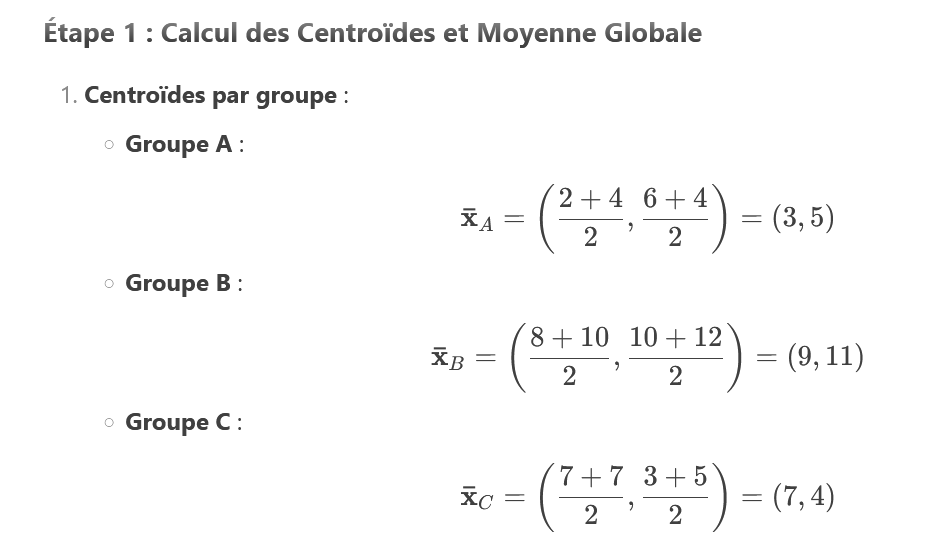 Étape 1 : Calcul des Centroïdes et Moyenne Globale
1. Centroïdes par groupe :
○ Groupe A :
x̄_A = ( (2 + 4)/2 , (6 + 4)/2 ) = (3, 5)
○ Groupe B :
x̄_B = ( (8 + 10)/2 , (10 + 12)/2 ) = (9, 11)
○ Groupe C :
x̄_C = ( (7 + 7)/2 , (3 + 5)/2 ) = (7, 4)